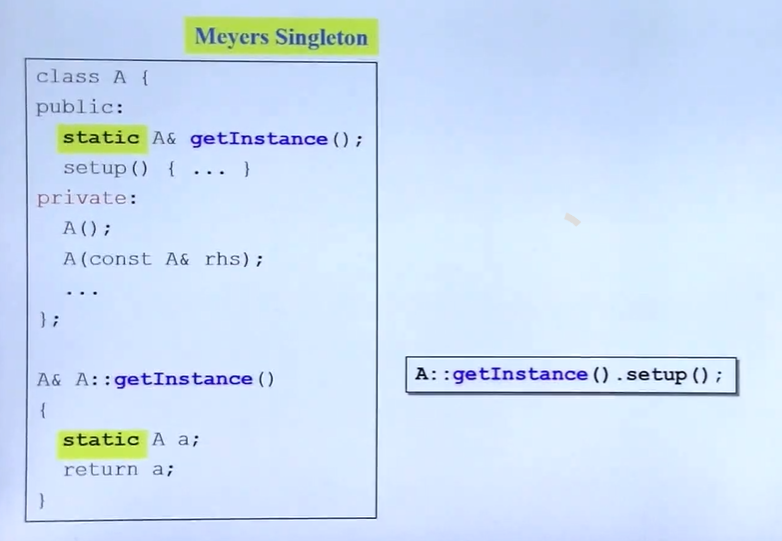 Meyers Singleton
class A {
public:
static A& getInstance();
setup() { ... }
private:
A();
A(const A& rhs);
...
};
A& A::getInstance()
{
static A a;
return a;
}
A::getInstance().setup();